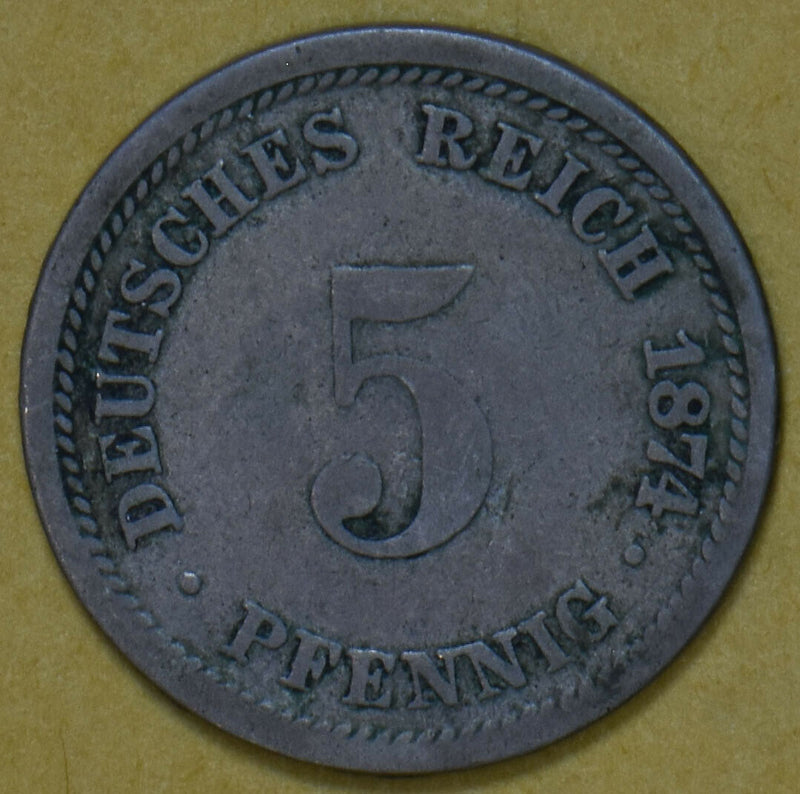 DEUTSCHES REICH 1874
5
PFENNIG